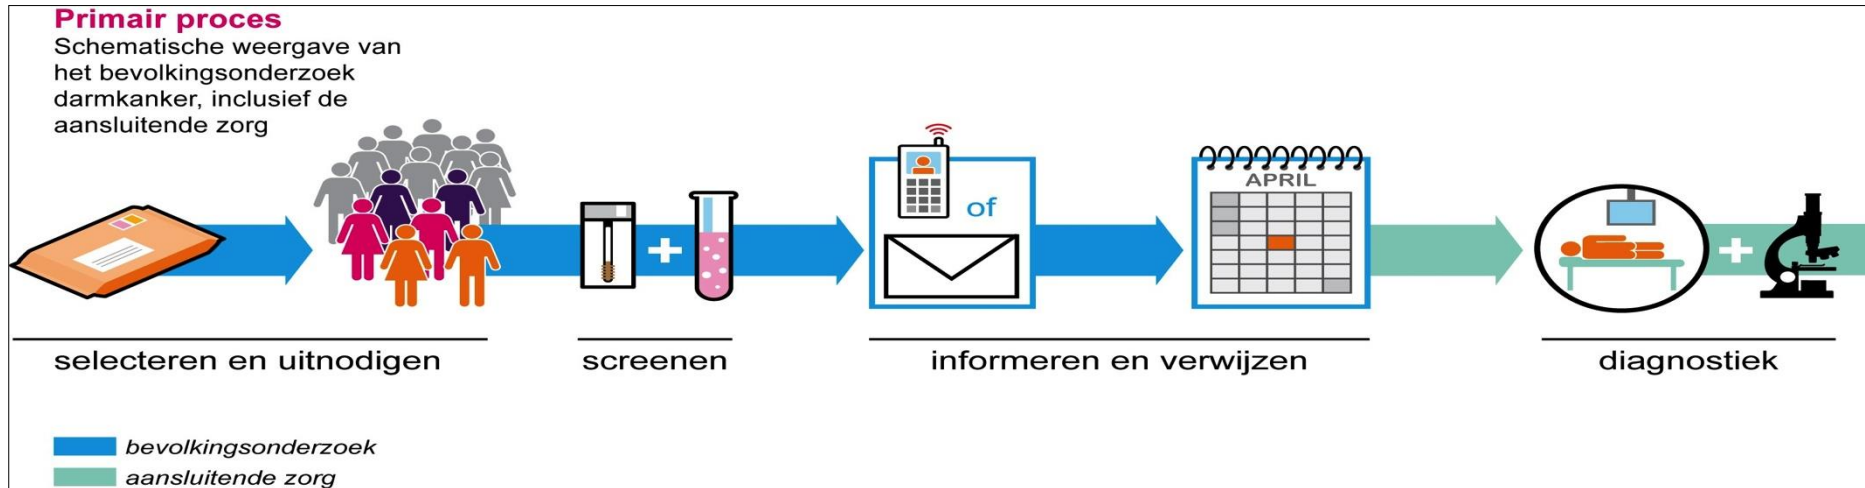 Primair proces
Schematische weergave van
het bevolkingsonderzoek
darmkanker, inclusief de
aansluitende zorg
of
APRIL
selecteren en uitnodigen
screenen
informeren en verwijzen
diagnostiek
bevolkingsonderzoek
aansluitende zorg